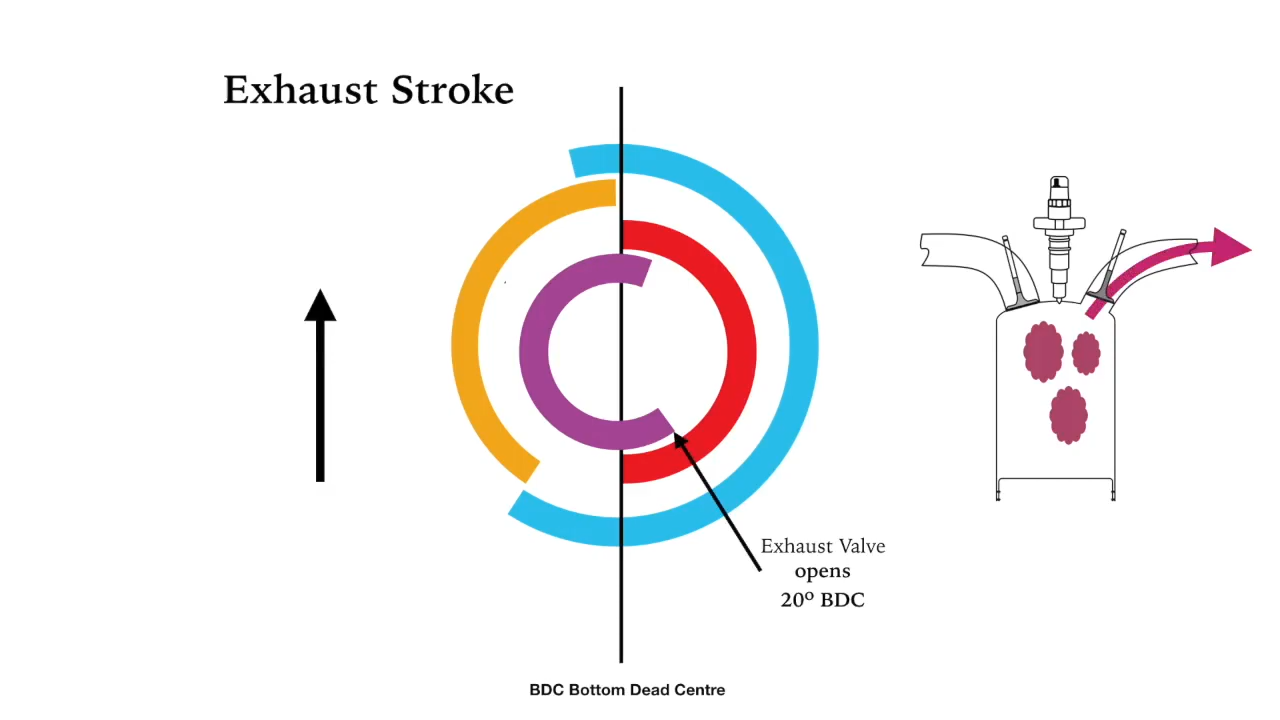 Exhaust Stroke
Exhaust Valve
opens
20º BDC
BDC Bottom Dead Centre